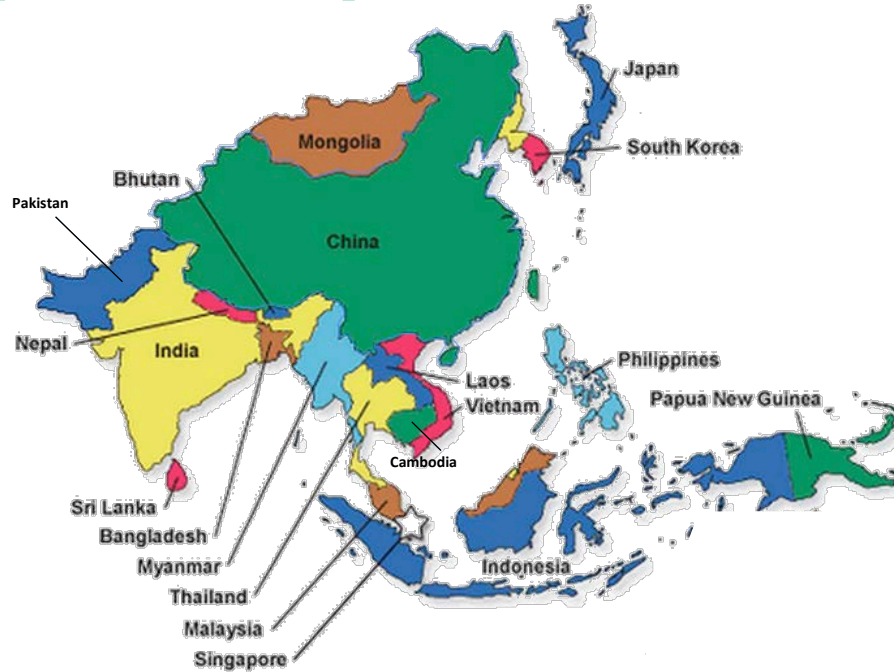 Japan
Mongolia
South Korea
Bhutan
Pakistan
China
Nepal
India
Philippines
Laos
Vietnam
Papua New Guinea
Cambodia
Sri Lanka
Bangladesh
Myanmar
Indonesia
Thailand
Malaysia
Singapore